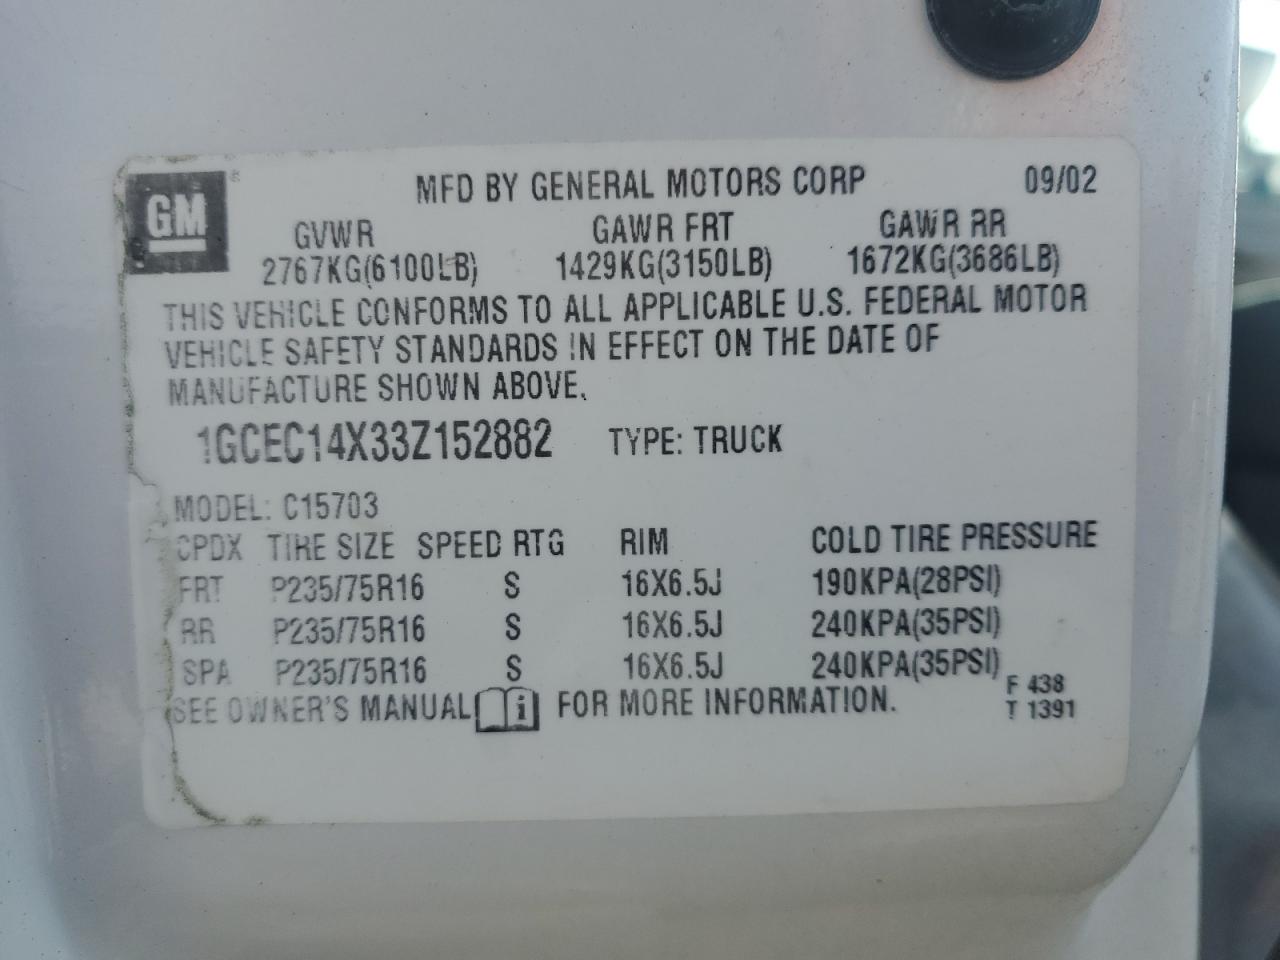 GM
MFD BY GENERAL MOTORS CORP 09/02
GVWR GAWR FRT GAWR RR
2767KG(6100LB) 1429KG(3150LB) 1672KG(3686LB)
THIS VEHICLE CONFORMS TO ALL APPLICABLE U.S. FEDERAL MOTOR
VEHICLE SAFETY STANDARDS IN EFFECT ON THE DATE OF
MANUFACTURE SHOWN ABOVE.
1GCEC14X33Z152882 TYPE: TRUCK
MODEL: C15703
CPDX TIRE SIZE SPEED RTG RIM COLD TIRE PRESSURE
FRT P235/75R16 S 16X6.5J 190KPA(28PSI)
RR P235/75R16 S 16X6.5J 240KPA(35PSI)
SPA P235/75R16 S 16X6.5J 240KPA(35PSI)
F 438
SEE OWNER'S MANUAL i FOR MORE INFORMATION. T 1391